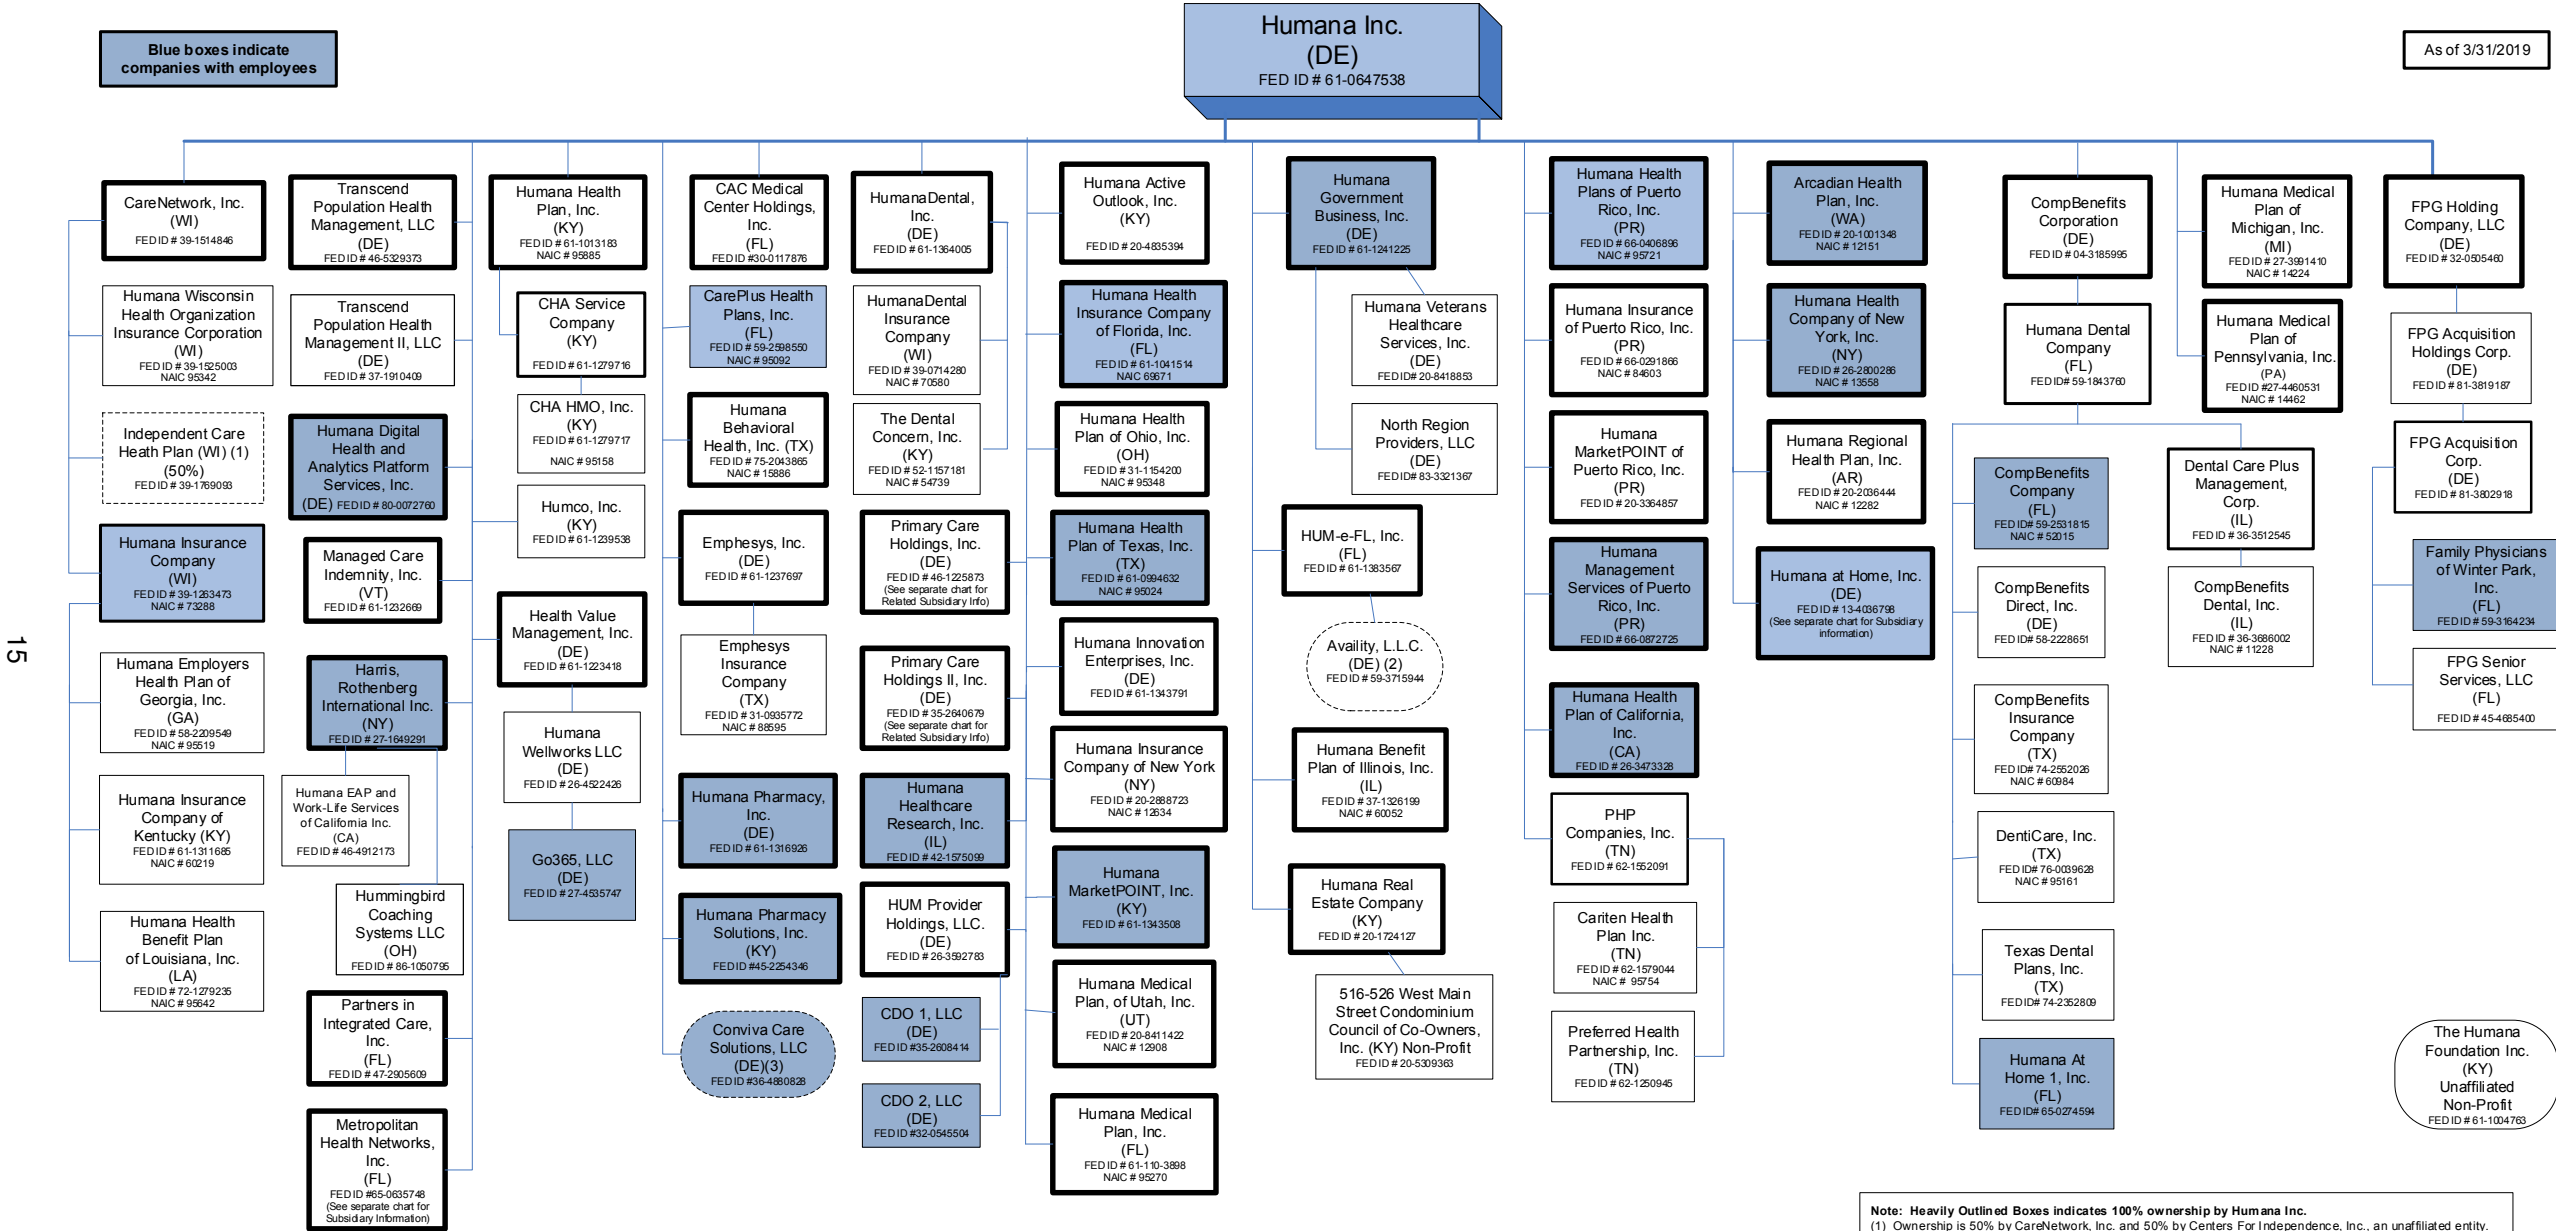 Humana Inc.
(DE)
FED ID # 61-0647538
Blue boxes indicate
companies with employees
As of 3/31/2019
CareNetwork, Inc.
(WI)
FED ID # 39-1514846
Humana Wisconsin
Health Organization
Insurance Corporation
(WI)
FED ID # 39-1525003
NAIC 95342
Independent Care
Heath Plan (WI) (1)
(50%)
FED ID # 39-1769093
Humana Insurance
Company
(WI)
FED ID # 39-1263473
NAIC # 73288
Humana Employers
Health Plan of
Georgia, Inc.
(GA)
FED ID # 58-2209549
NAIC # 95519
Humana Insurance
Company of
Kentucky (KY)
FED ID # 61-1311685
NAIC # 60219
Humana Health
Benefit Plan
of Louisiana, Inc.
(LA)
FED ID # 72-1279235
NAIC # 95642
Transcend
Population Health
Management, LLC
(DE)
FED ID # 46-5329373
Transcend
Population Health
Management II, LLC
(DE)
FED ID # 37-1910409
Humana Digital
Health and
Analytics Platform
Services, Inc.
(DE) FED ID # 80-0072760
Managed Care
Indemnity, Inc.
(VT)
FED ID # 61-1232669
Harris,
Rothenberg
International Inc.
(NY)
FED ID # 27-1649291
Humana EAP and
Work-Life Services
of California Inc.
(CA)
FED ID # 46-4912173
Hummingbird
Coaching
Systems LLC
(OH)
FED ID # 86-1050795
Partners in
Integrated Care,
Inc.
(FL)
FED ID # 47-2905609
Metropolitan
Health Networks,
Inc.
(FL)
FED ID #65-0635748
(See separate chart for
Subsidiary Information)
Humana Health
Plan, Inc.
(KY)
FED ID # 61-1013183
NAIC # 95885
CHA Service
Company
(KY)
FED ID # 61-1279716
CHA HMO, Inc.
(KY)
FED ID # 61-1279717
NAIC # 95158
Humco, Inc.
(KY)
FED ID # 61-1239538
Health Value
Management, Inc.
(DE)
FED ID # 61-1223418
Humana
Wellworks LLC
(DE)
FED ID # 26-4522426
Go365, LLC
(DE)
FED ID # 27-4535747
CAC Medical
Center Holdings,
Inc.
(FL)
FED ID #30-0117876
CarePlus Health
Plans, Inc.
(FL)
FED ID # 59-2598550
NAIC # 95092
Humana
Behavioral
Health, Inc. (TX)
FED ID # 75-2043865
NAIC # 15886
Emphesys, Inc.
(DE)
FED ID # 61-1237697
Emphesys
Insurance
Company
(TX)
FED ID # 31-0935772
NAIC # 88595
Humana Pharmacy,
Inc.
(DE)
FED ID # 61-1316926
Humana Pharmacy
Solutions, Inc.
(KY)
FED ID #45-2254346
Conviva Care
Solutions, LLC
(DE)(3)
FED ID #36-4880828
HumanaDental,
Inc.
(DE)
FED ID # 61-1364005
HumanaDental
Insurance
Company
(WI)
FED ID # 39-0714280
NAIC # 70580
The Dental
Concern, Inc.
(KY)
FED ID # 52-1157181
NAIC # 54739
Primary Care
Holdings, Inc.
(DE)
FED ID # 46-1225873
(See separate chart for
Related Subsidiary Info)
Primary Care
Holdings II, Inc.
(DE)
FED ID # 35-2640679
(See separate chart for
Related Subsidiary Info)
Humana
Healthcare
Research, Inc.
(IL)
FED ID # 42-1575099
HUM Provider
Holdings, LLC.
(DE)
FED ID # 26-3592783
CDO 1, LLC
(DE)
FED ID #35-2608414
CDO 2, LLC
(DE)
FED ID #32-0545504
Humana Active
Outlook, Inc.
(KY)
FED ID # 20-4835394
Humana Health
Insurance Company
of Florida, Inc.
(FL)
FED ID # 61-1041514
NAIC 69671
Humana Health
Plan of Ohio, Inc.
(OH)
FED ID # 31-1154200
NAIC # 95348
Humana Health
Plan of Texas, Inc.
(TX)
FED ID # 61-0994632
NAIC # 95024
Humana Innovation
Enterprises, Inc.
(DE)
FED ID # 61-1343791
Humana Insurance
Company of New York
(NY)
FED ID # 20-2888723
NAIC # 12634
Humana
MarketPOINT, Inc.
(KY)
FED ID # 61-1343508
Humana Medical
Plan, of Utah, Inc.
(UT)
FED ID # 20-8411422
NAIC # 12908
Humana Medical
Plan, Inc.
(FL)
FED ID # 61-110-3898
NAIC # 95270
Humana
Government
Business, Inc.
(DE)
FED ID # 61-1241225
Humana Veterans
Healthcare
Services, Inc.
(DE)
FED ID# 20-8418853
North Region
Providers, LLC
(DE)
FED ID# 83-3321367
HUM-e-FL, Inc.
(FL)
FED ID # 61-1383567
Availity, L.L.C.
(DE) (2)
FED ID # 59-3715944
Humana Benefit
Plan of Illinois, Inc.
(IL)
FED ID # 37-1326199
NAIC # 60052
Humana Real
Estate Company
(KY)
FED ID # 20-1724127
516-526 West Main
Street Condominium
Council of Co-Owners,
Inc. (KY) Non-Profit
FED ID # 20-5309363
Humana Health
Plans of Puerto
Rico, Inc.
(PR)
FED ID # 66-0406896
NAIC # 95721
Humana Insurance
of Puerto Rico, Inc.
(PR)
FED ID # 66-0291866
NAIC # 84603
Humana
MarketPOINT of
Puerto Rico, Inc.
(PR)
FED ID # 20-3364857
Humana
Management
Services of Puerto
Rico, Inc.
(PR)
FED ID # 66-0872725
Humana Health
Plan of California,
Inc.
(CA)
FED ID # 26-3473328
PHP
Companies, Inc.
(TN)
FED ID # 62-1552091
Cariten Health
Plan Inc.
(TN)
FED ID # 62-1579044
NAIC # 95754
Preferred Health
Partnership, Inc.
(TN)
FED ID # 62-1250945
Arcadian Health
Plan, Inc.
(WA)
FED ID # 20-1001348
NAIC # 12151
Humana Health
Company of New
York, Inc.
(NY)
FED ID # 26-2800286
NAIC # 13558
Humana Regional
Health Plan, Inc.
(AR)
FED ID # 20-2036444
NAIC # 12282
Humana at Home, Inc.
(DE)
FED ID # 13-4036798
(See separate chart for Subsidiary
information)
CompBenefits
Corporation
(DE)
FED ID # 04-3185995
Humana Dental
Company
(FL)
FED ID# 59-1843760
CompBenefits
Company
(FL)
FED ID# 59-2531815
NAIC # 52015
CompBenefits
Direct, Inc.
(DE)
FED ID# 58-2228651
CompBenefits
Insurance
Company
(TX)
FED ID# 74-2552026
NAIC # 60984
DentiCare, Inc.
(TX)
FED ID# 76-0039628
NAIC # 95161
Texas Dental
Plans, Inc.
(TX)
FED ID# 74-2352809
Humana At
Home 1, Inc.
(FL)
FED ID# 65-0274594
Dental Care Plus
Management,
Corp.
(IL)
FED ID # 36-3512545
CompBenefits
Dental, Inc.
(IL)
FED ID # 36-3686002
NAIC # 11228
Humana Medical
Plan of
Michigan, Inc.
(MI)
FED ID # 27-3991410
NAIC # 14224
Humana Medical
Plan of
Pennsylvania, Inc.
(PA)
FED ID #27-4460531
NAIC # 14462
FPG Holding
Company, LLC
(DE)
FED ID # 32-0505460
FPG Acquisition
Holdings Corp.
(DE)
FED ID # 81-3819187
FPG Acquisition
Corp.
(DE)
FED ID # 81-3802918
Family Physicians
of Winter Park,
Inc.
(FL)
FED ID # 59-3164234
FPG Senior
Services, LLC
(FL)
FED ID # 45-4685400
The Humana
Foundation Inc.
(KY)
Unaffiliated
Non-Profit
FED ID # 61-1004763
Note: Heavily Outlined Boxes indicates 100% ownership by Humana Inc.
(1) Ownership is 50% by CareNetwork, Inc. and 50% by Centers For Independence, Inc., an unaffiliated entity.
15